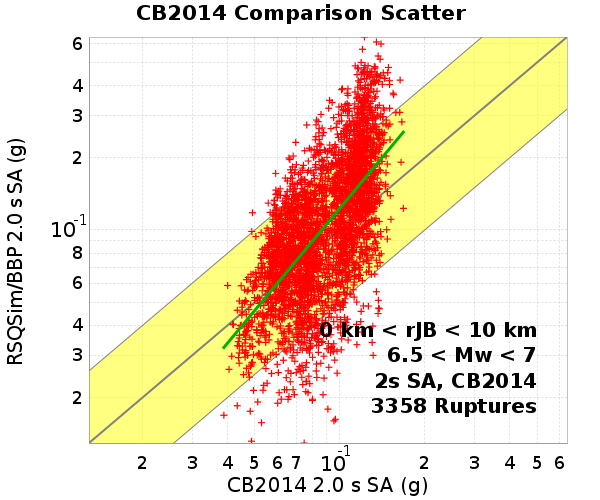 CB2014 Comparison Scatter
RSQSim/BBP 2.0 s SA (g)
6
4
3
2
10-1
8
6
4
3
2
0 km < rJB < 10 km
6.5 < Mw < 7
2s SA, CB2014
3358 Ruptures
2 3 4 5 6 7 10-1 2 3 4 5 6
CB2014 2.0 s SA (g)